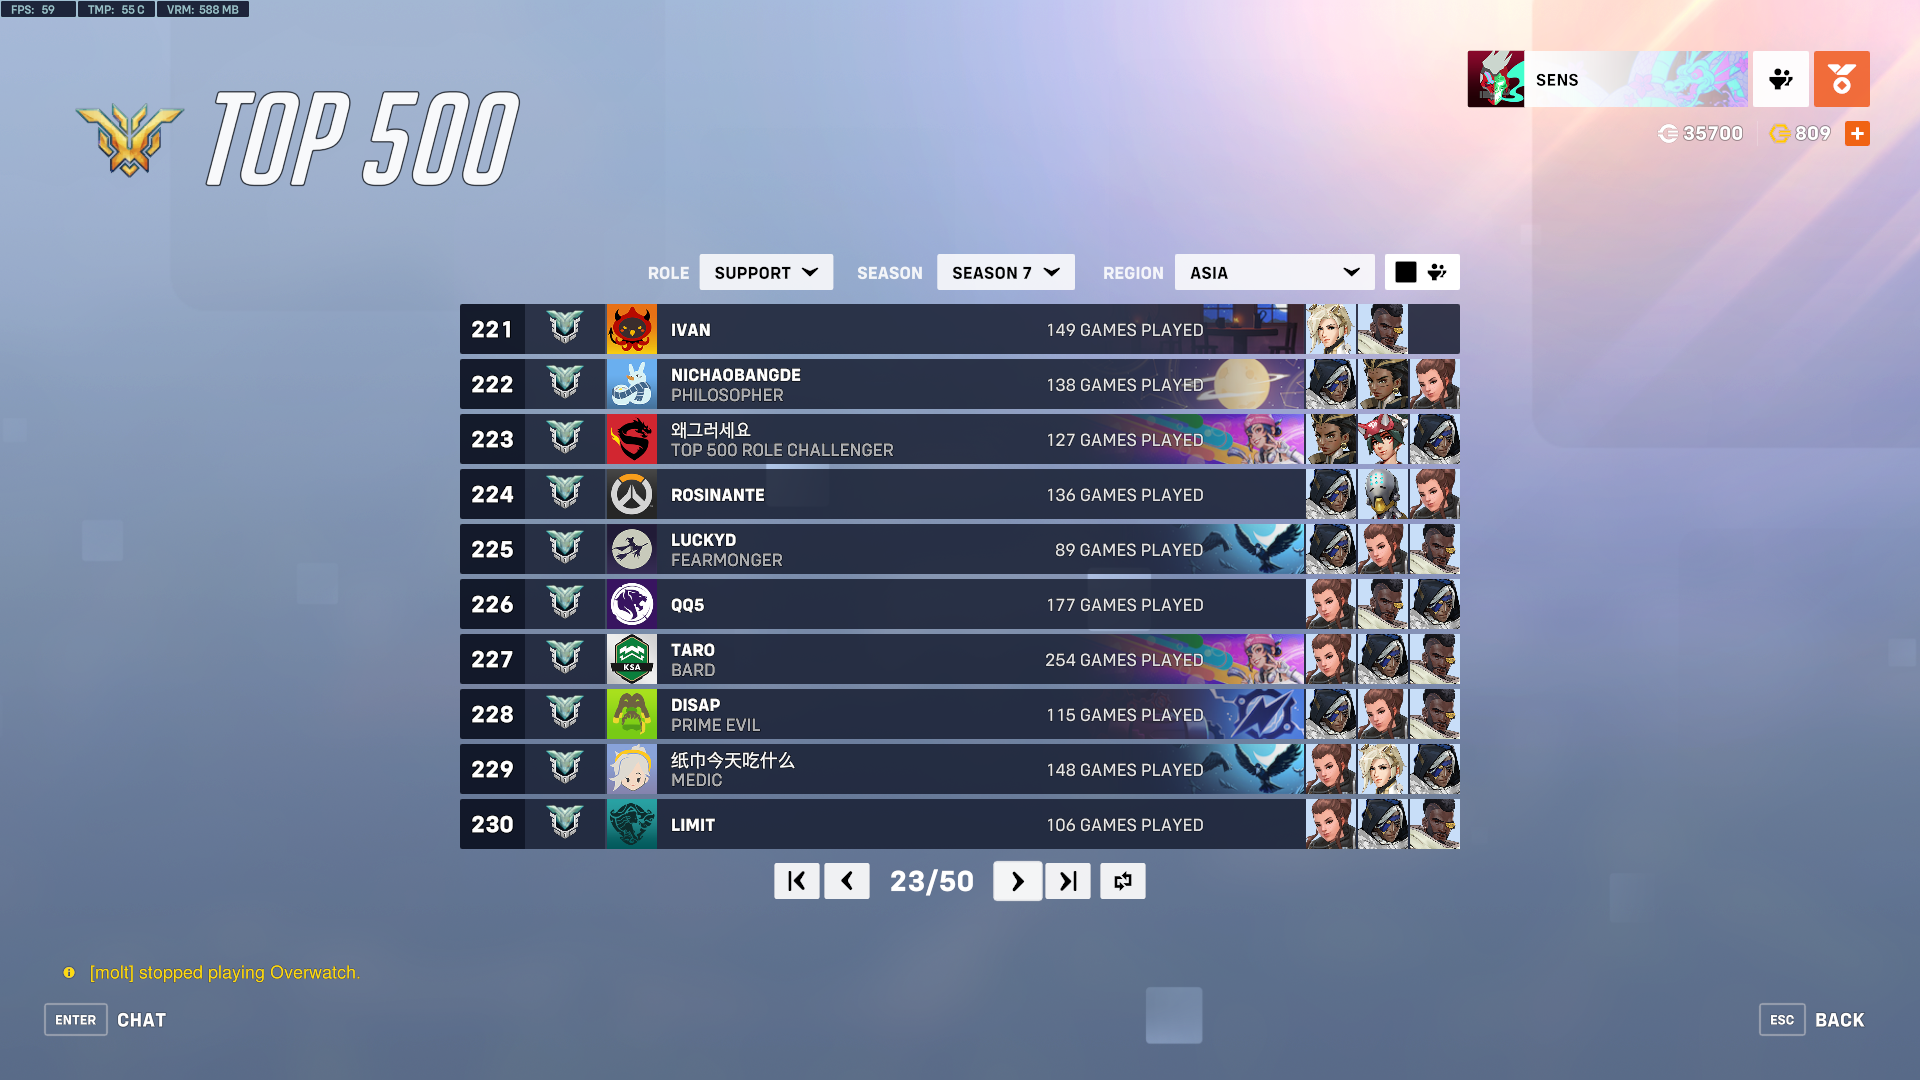 FPS: 59 TMP: 55 C VRM: 588 MB
TOP 500
SENS
35700 809
ROLE SUPPORT SEASON SEASON 7 REGION ASIA
221 IVAN 149 GAMES PLAYED
222 NICHAOBANGDE 138 GAMES PLAYED
PHILOSOPHER
223 왜그러세요 127 GAMES PLAYED
TOP 500 ROLE CHALLENGER
224 ROSINANTE 136 GAMES PLAYED
225 LUCKYD 89 GAMES PLAYED
FEARMONGER
226 QQ5 177 GAMES PLAYED
227 KSA TARO 254 GAMES PLAYED
BARD
228 DISAP 115 GAMES PLAYED
PRIME EVIL
229 纸巾今天吃什么 148 GAMES PLAYED
MEDIC
230 LIMIT 106 GAMES PLAYED
23/50
[molt] stopped playing Overwatch.
ENTER CHAT
ESC BACK